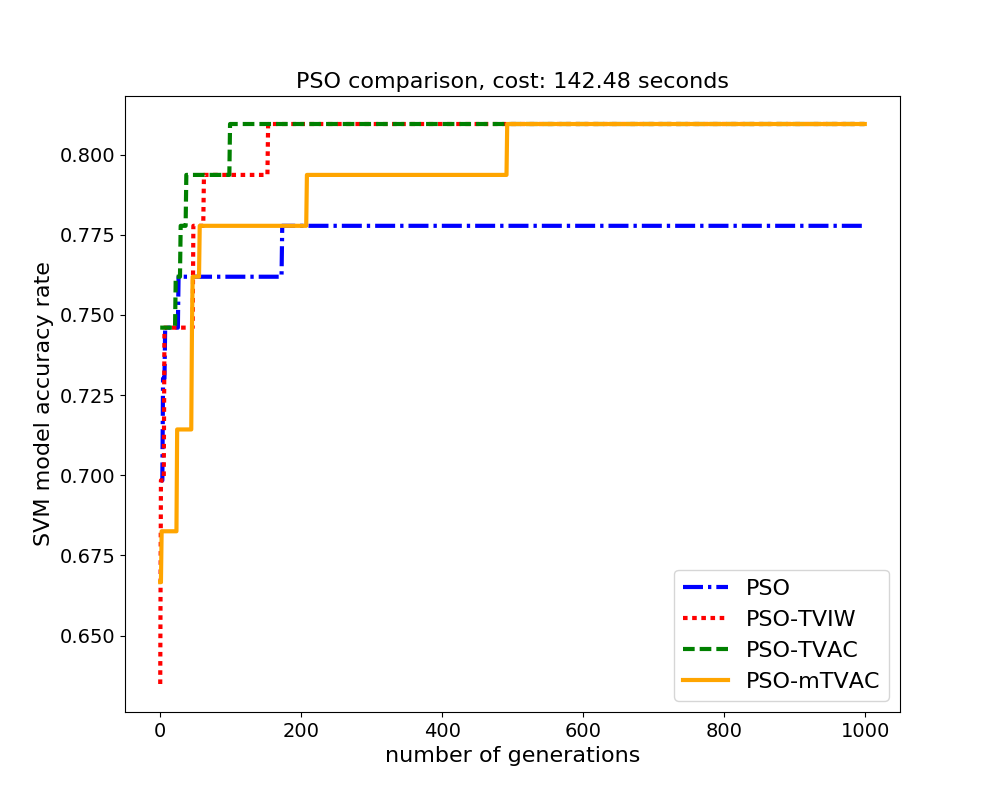 PSO comparison, cost: 142.48 seconds
SVM model accuracy rate
0.800
0.775
0.750
0.725
0.700
0.675
0.650
0 200 400 600 800 1000
number of generations
PSO
PSO-TVIW
PSO-TVAC
PSO-mTVAC